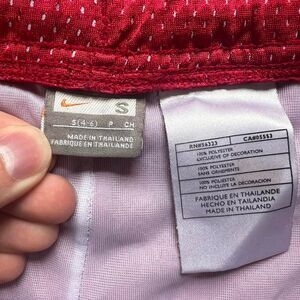 S
S(4-6) P CH
MADE IN THAILAND
FABRIQUE EN THAILANDE
RN#56323 CA#05553
100% POLYESTER
EXCLUSIVE OF DECORATION
100% POLYESTER
SANS ORNEMENTS
100% POLYESTER
NO INCLUYE LA DECORACION
FABRIQUE EN THAILANDE
HECHO EN TAILANDIA
MADE IN THAILAND